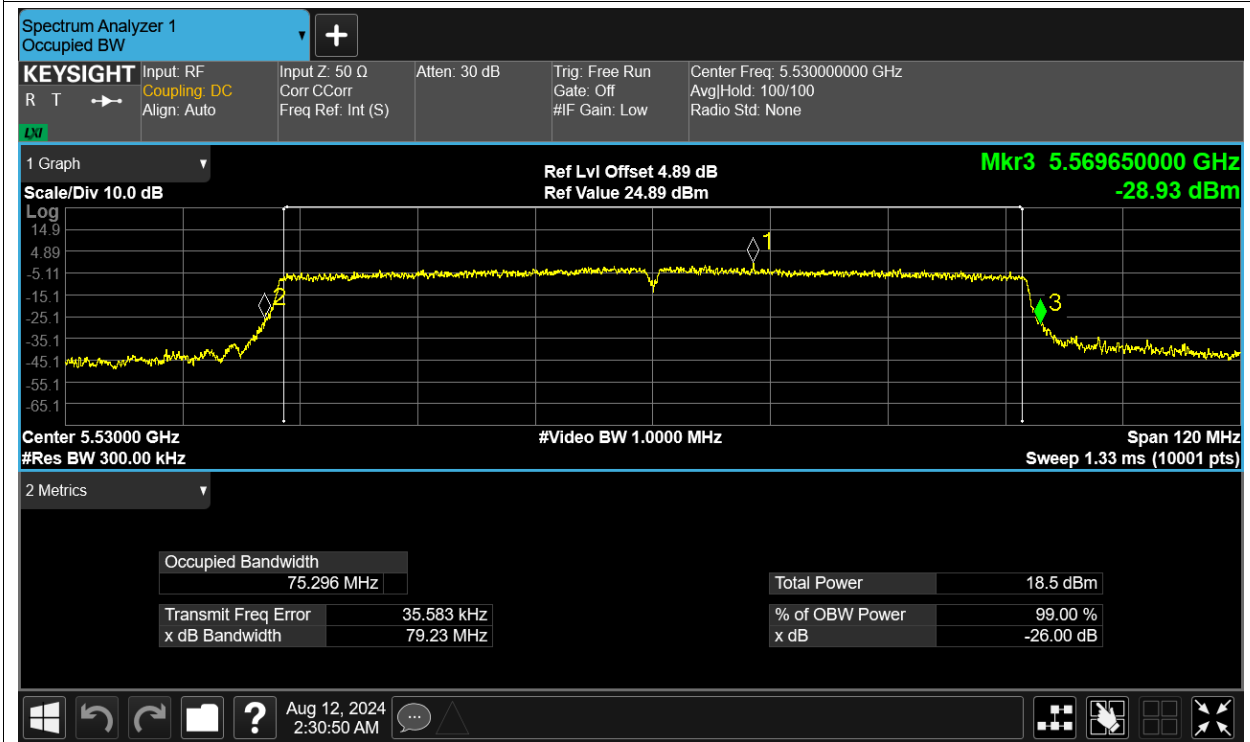 Spectrum Analyzer 1
Occupied BW
KEYSIGHT
R T
LXI
Input: RF
Coupling: DC
Align: Auto
Input Z: 50 Ω
Corr CCorr
Freq Ref: Int (S)
Atten: 30 dB
Trig: Free Run
Gate: Off
#IF Gain: Low
Center Freq: 5.530000000 GHz
Avg|Hold: 100/100
Radio Std: None
1 Graph
Scale/Div 10.0 dB
Ref Lvl Offset 4.89 dB
Ref Value 24.89 dBm
Mkr3 5.569650000 GHz
-28.93 dBm
Log
14.9
4.89
-5.11
-15.1
-25.1
-35.1
-45.1
-55.1
-65.1
1
2
3
Center 5.53000 GHz
#Res BW 300.00 kHz
#Video BW 1.0000 MHz
Span 120 MHz
Sweep 1.33 ms (10001 pts)
2 Metrics
Occupied Bandwidth
75.296 MHz
Transmit Freq Error 35.583 kHz
x dB Bandwidth 79.23 MHz
Total Power 18.5 dBm
% of OBW Power 99.00 %
x dB -26.00 dB
?
Aug 12, 2024
2:30:50 AM